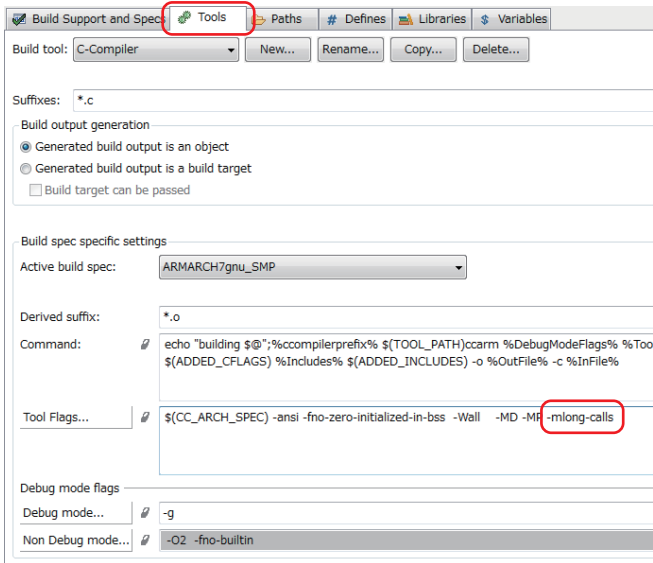 Build Support and Specs Tools Paths # Defines Libraries $ Variables
Build tool: C-Compiler New... Rename... Copy... Delete...
Suffixes: *.c
Build output generation
Generated build output is an object
Generated build output is a build target
Build target can be passed
Build spec specific settings
Active build spec: ARMARCH7gnu_SMP
Derived suffix: *.o
Command: echo "building $@";%ccompilerprefix% $(TOOL_PATH)ccarm %DebugModeFlags% %Too
$(ADDED_CFLAGS) %Includes% $(ADDED_INCLUDES) -o %OutFile% -c %InFile%
Tool Flags... $(CC_ARCH_SPEC) -ansi -fno-zero-initialized-in-bss -Wall -MD -MP -mlong-calls
Debug mode flags
Debug mode... -g
Non Debug mode... -O2 -fno-builtin